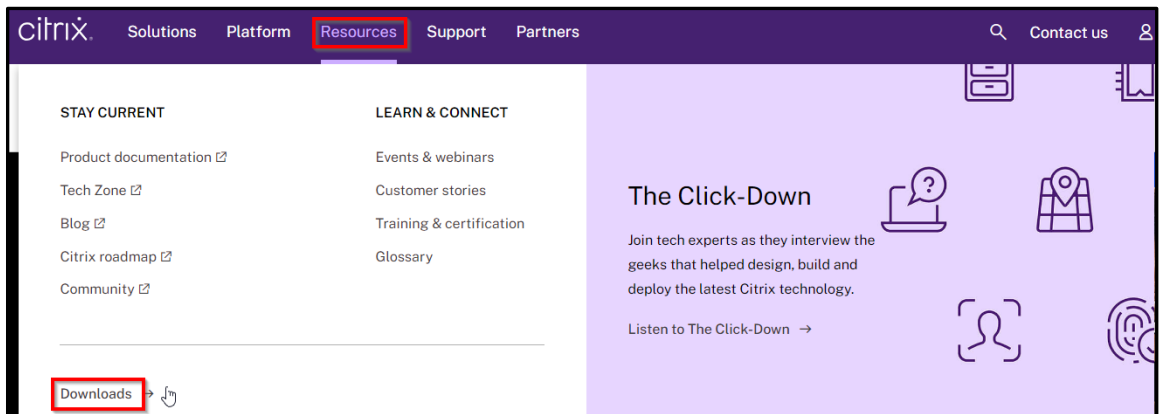 citrix. Solutions Platform Resources Support Partners Contact us
STAY CURRENT
Product documentation
Tech Zone
Blog
Citrix roadmap
Community
LEARN & CONNECT
Events & webinars
Customer stories
Training & certification
Glossary
Downloads
The Click-Down
Join tech experts as they interview the
geeks that helped design, build and
deploy the latest Citrix technology.
Listen to The Click-Down →